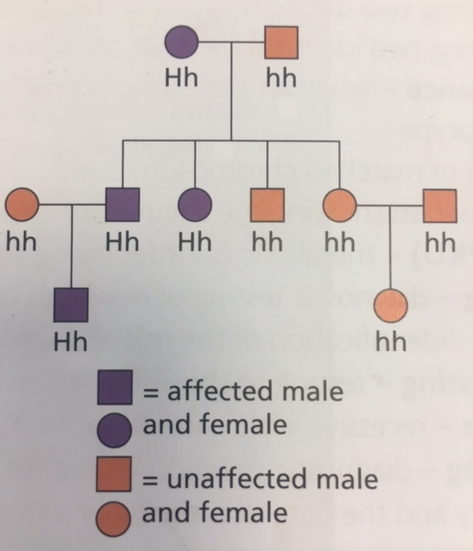 Hh hh
hh Hh Hh hh hh hh
Hh hh
= affected male
and female
= unaffected male
and female